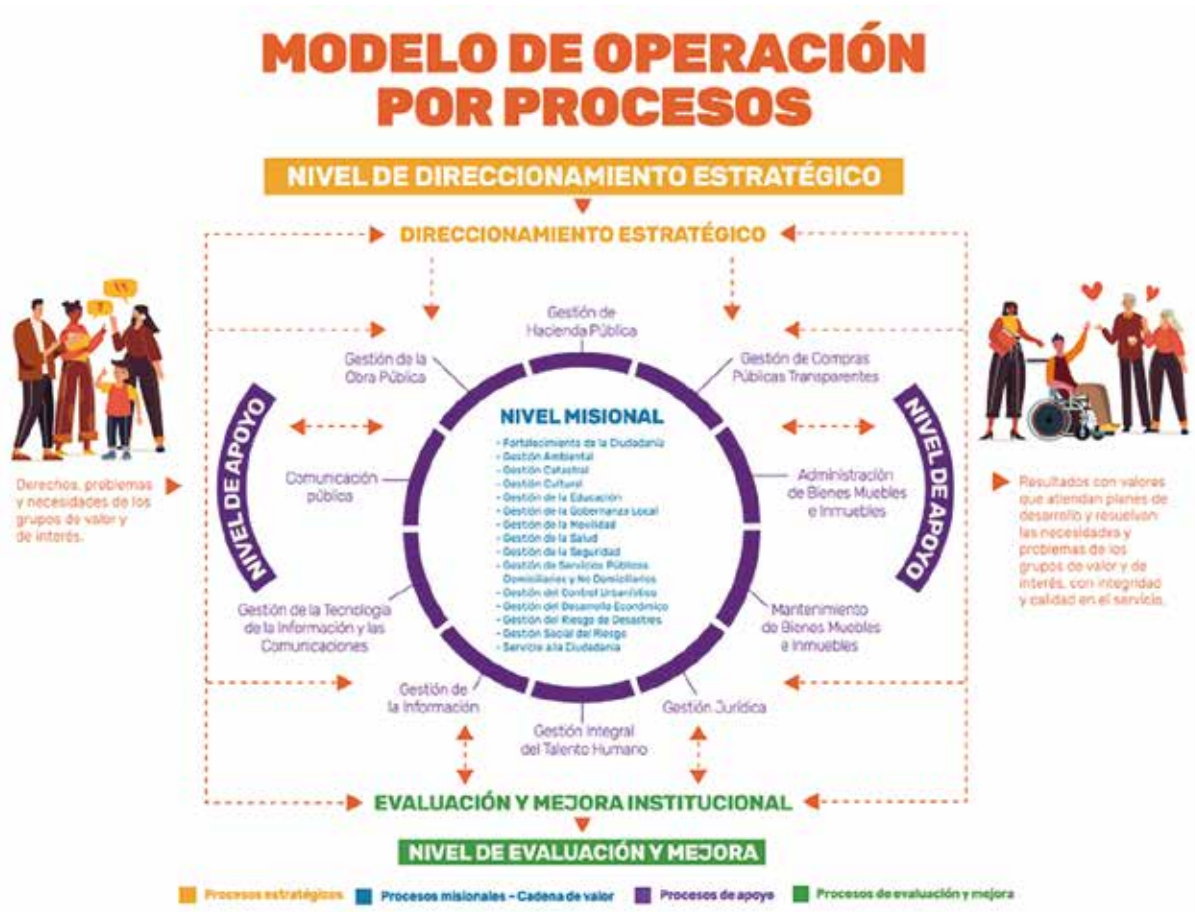 MODELO DE OPERACIÓN
POR PROCESOS
NIVEL DE DIRECCIONAMIENTO ESTRATÉGICO
DIRECCIONAMIENTO ESTRATÉGICO
Gestión de
Hacienda Pública
Gestión de la
Obra Pública
Gestión de Compras
Públicas Transparentes
NIVEL DE APOYO
Comunicación
pública
NIVEL MISIONAL
- Fortalecimiento de la Ciudadanía
- Gestión Ambiental
- Gestión Catastral
- Gestión Cultural
- Gestión de la Educación
- Gestión de la Gobernanza Local
- Gestión de la Movilidad
- Gestión de la Salud
- Gestión de la Seguridad
- Gestión de Servicios Públicos
Domiciliarios y No Domiciliarios
- Gestión del Control Urbanístico
- Gestión del Desarrollo Económico
- Gestión del Riesgo de Desastres
- Gestión Social del Riesgo
- Servicio a la Ciudadanía
Administración
de Bienes Muebles
e Inmuebles
NIVEL DE APOYO
Derechos, problemas
y necesidades de los
grupos de valor y
de interés.
Resultados con valores
que atiendan planes de
desarrollo y resuelvan
las necesidades y
problemas de los
grupos de valor y de
interés, con integridad
y calidad en el servicio.
Gestión de la Tecnología
de la Información y las
Comunicaciones
Mantenimiento
de Bienes Muebles
e Inmuebles
Gestión de
la Información
Gestión Integral
del Talento Humano
Gestión Jurídica
EVALUACIÓN Y MEJORA INSTITUCIONAL
NIVEL DE EVALUACIÓN Y MEJORA
Procesos estratégicos
Procesos misionales - Cadena de valor
Procesos de apoyo
Procesos de evaluación y mejora